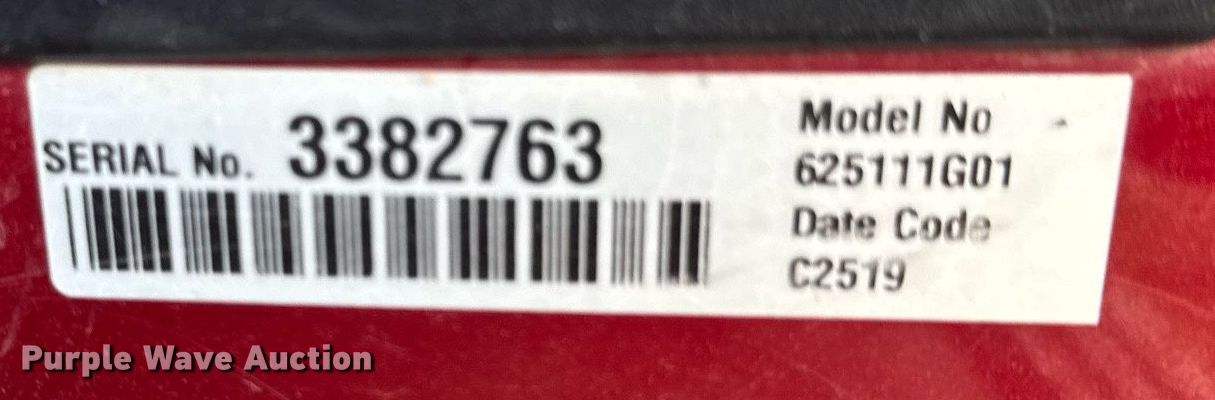 SERIAL No. 3382763
Model No
625111G01
Date Code
C2519
Purple Wave Auction